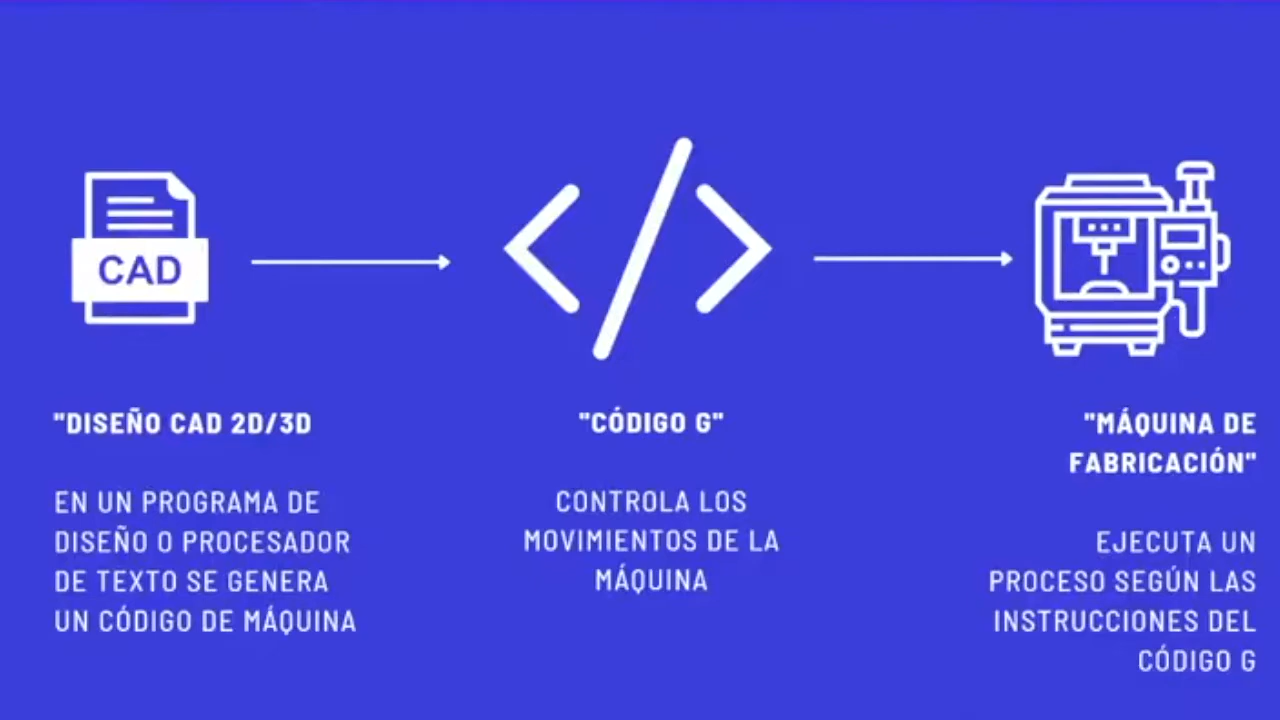 CAD
"DISEÑO CAD 2D/3D
EN UN PROGRAMA DE
DISEÑO O PROCESADOR
DE TEXTO SE GENERA
UN CÓDIGO DE MÁQUINA
"CÓDIGO G"
CONTROLA LOS
MOVIMIENTOS DE LA
MÁQUINA
"MÁQUINA DE
FABRICACIÓN"
EJECUTA UN
PROCESO SEGÚN LAS
INSTRUCCIONES DEL
CÓDIGO G